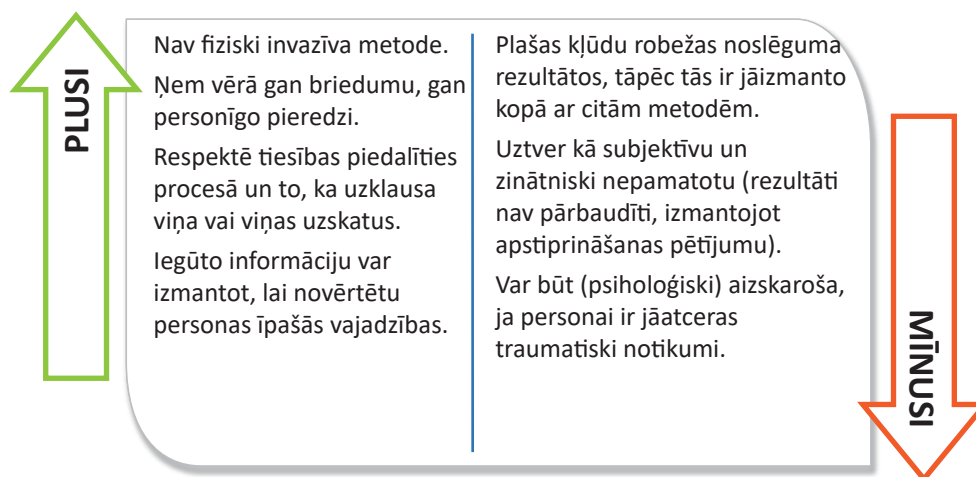 PLUSI
Nav fiziski invazīva metode.
Ņem vērā gan briedumu, gan
personīgo pieredzi.
Respektē tiesības piedalīties
procesā un to, ka uzklausa
viņa vai viņas uzskatus.
Iegūto informāciju var
izmantot, lai novērtētu
personas īpašās vajadzības.
Plašas kļūdu robežas noslēguma
rezultātos, tāpēc tās ir jāizmanto
kopā ar citām metodēm.
Uztver kā subjektīvu un
zinātniski nepamatotu (rezultāti
nav pārbaudīti, izmantojot
apstiprināšanas pētījumu).
Var būt (psiholoģiski) aizskaroša,
ja personai ir jāatceras
traumatiski notikumi.
MĪNUSI